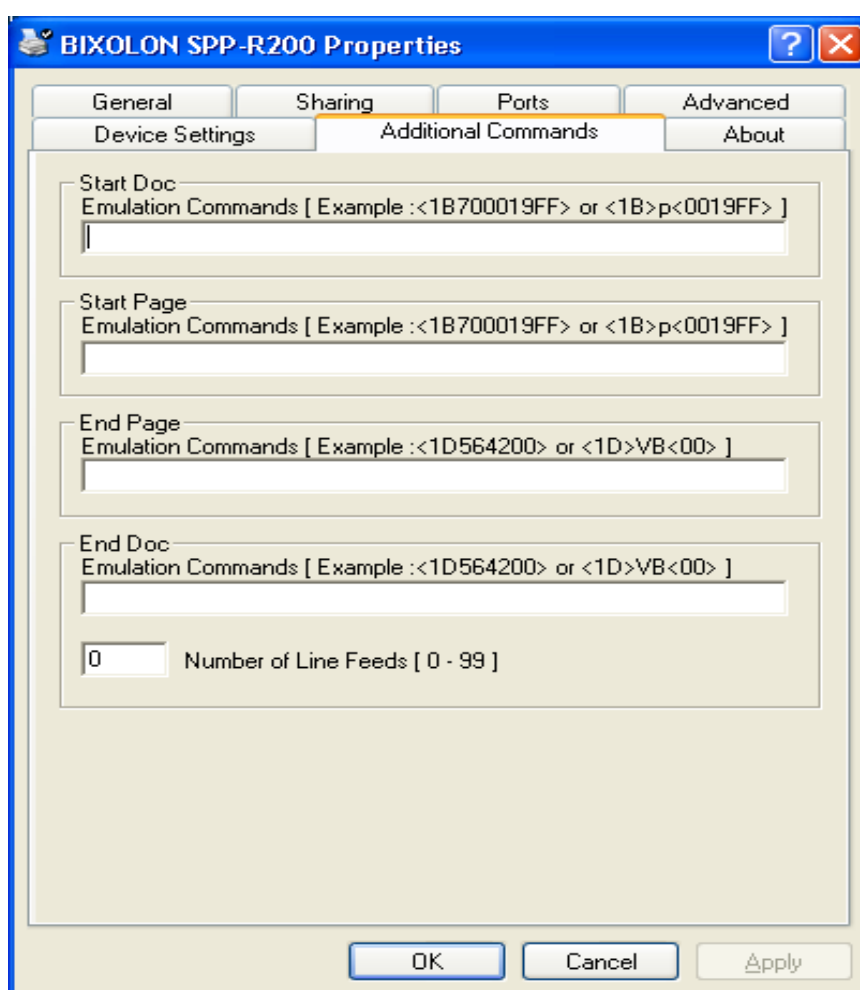 BIXOLON SPP-R200 Properties
General Sharing Ports Advanced
Device Settings Additional Commands About
Start Doc
Emulation Commands [ Example :<1B700019FF> or <1B>p<0019FF> ]
Start Page
Emulation Commands [ Example :<1B700019FF> or <1B>p<0019FF> ]
End Page
Emulation Commands [ Example :<1D564200> or <1D>VB<00> ]
End Doc
Emulation Commands [ Example :<1D564200> or <1D>VB<00> ]
0 Number of Line Feeds [ 0 - 99 ]
OK Cancel Apply